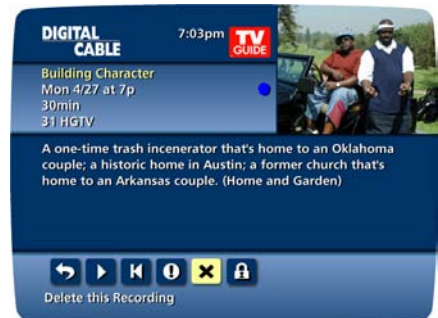 DIGITAL
CABLE
7:03pm
TV
GUIDE
Building Character
Mon 4/27 at 7p
30min
31 HGTV
A one-time trash incenerator that's home to an Oklahoma
couple; a historic home in Austin; a former church that's
home to an Arkansas couple. (Home and Garden)
Delete this Recording